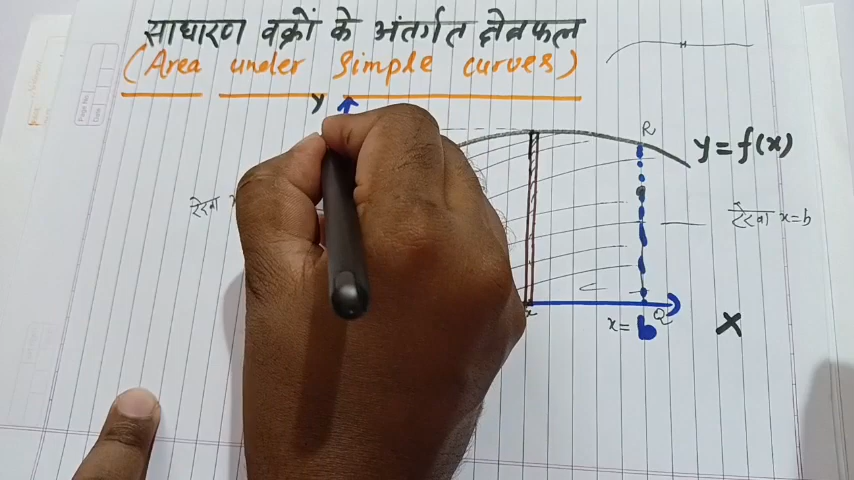 साधारण वक्रों के अंतर्गत क्षेत्रफल
(Area under Simple curves)
Y
R
y = f(x)
रेखा
रेखा x=b
x
x = b
Q
X